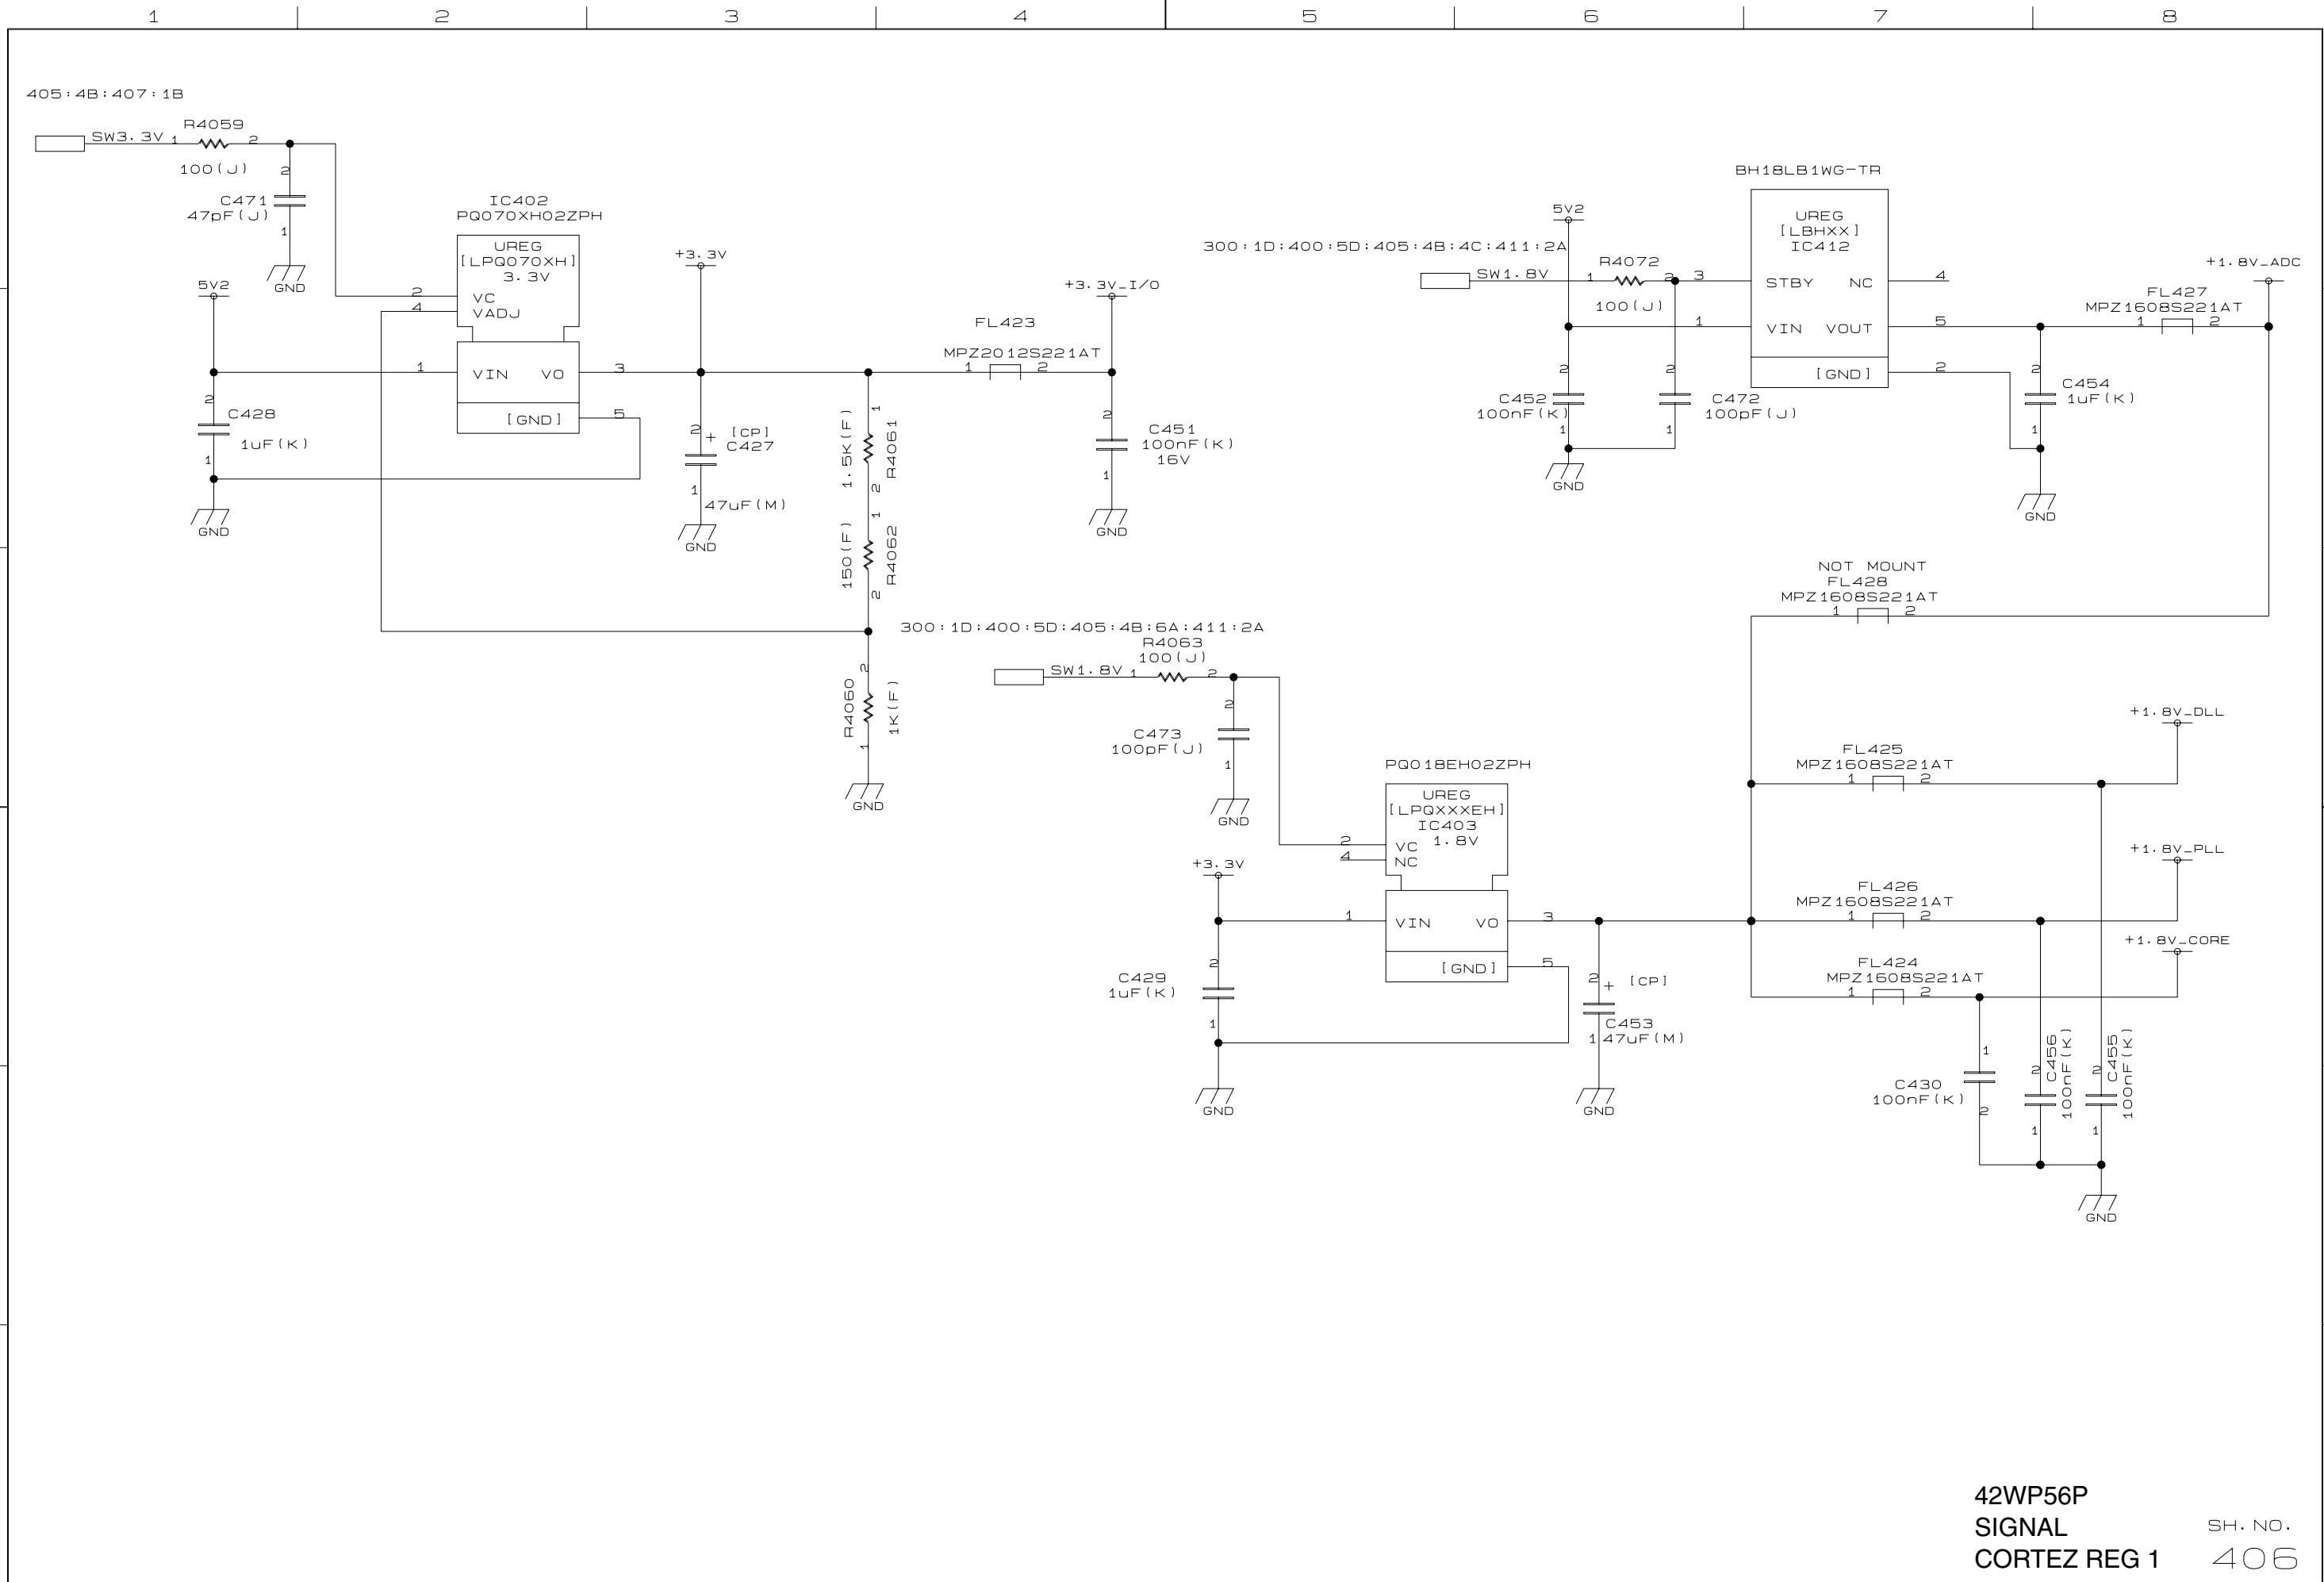 1 2 3 4 5 6 7 8
405:4B:407:1B
SW3.3V 1 R4059 2
100(J)
2
C471
47pF(J)
1
GND
IC402
PQ070XH02ZPH
UREG
[LPQ070XH]
3.3V
2 VC
4 VADJ
1 VIN VO 3
[GND] 5
5V2
2
C428
1uF(K)
1
GND
+3.3V
2 + [CP]
C427
1
47uF(M)
GND
1
1.5K(F) R4061
2
1
150(F) R4062
2
2
R4060 1K(F)
1
GND
FL423
MPZ2012S221AT
1 2
+3.3V_I/O
2
C451
100nF(K)
16V
1
GND
300:1D:400:5D:405:4B:4C:411:2A
SW1.8V 1 R4072 2 3
100(J)
5V2
1
2
C452
100nF(K)
1
GND
2
C472
100pF(J)
1
BH18LB1WG-TR
UREG
[LBHXX]
IC412
STBY NC 4
VIN VOUT 5
[GND] 2
2
C454
1uF(K)
1
GND
+1.8V_ADC
FL427
MPZ1608S221AT
1 2
NOT MOUNT
FL428
MPZ1608S221AT
1 2
300:1D:400:5D:405:4B:6A:411:2A
R4063
100(J)
SW1.8V 1 2
2
C473
100pF(J)
1
GND
PQ018EH02ZPH
UREG
[LPQXXXEH]
IC403
1.8V
2 VC
4 NC
1 VIN VO 3
[GND] 5
+3.3V
2
C429
1uF(K)
1
GND
2 + [CP]
C453
1 47uF(M)
GND
+1.8V_DLL
FL425
MPZ1608S221AT
1 2
+1.8V_PLL
FL426
MPZ1608S221AT
1 2
+1.8V_CORE
FL424
MPZ1608S221AT
1 2
1
C430
100nF(K)
2
2
C456
100nF(K)
1
2
C455
100nF(K)
1
GND
42WP56P
SIGNAL
CORTEZ REG 1
SH.NO.
406